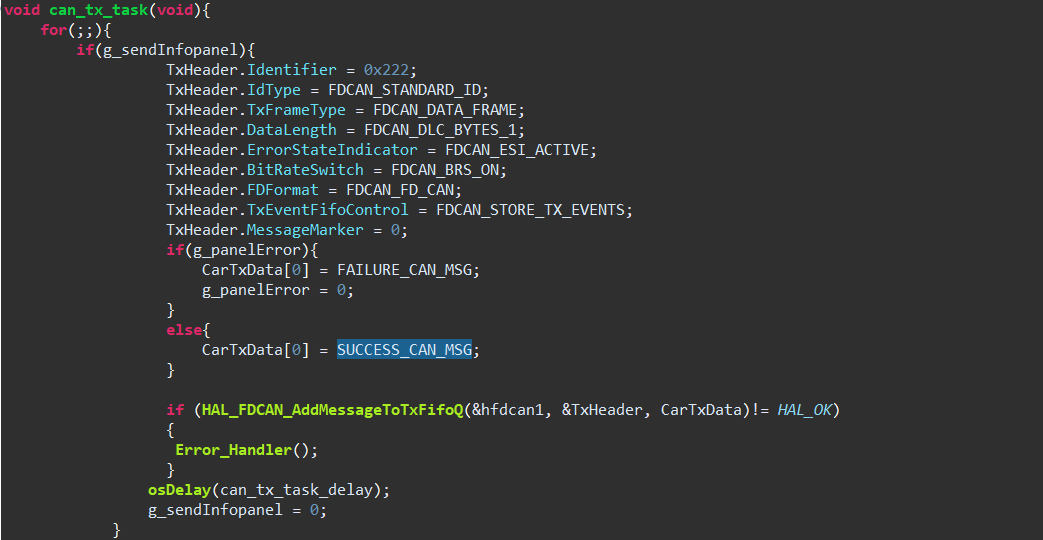 void can_tx_task(void){
for(;;){
if(g_sendInfopanel){
TxHeader.Identifier = 0x222;
TxHeader.IdType = FDCAN_STANDARD_ID;
TxHeader.TxFrameType = FDCAN_DATA_FRAME;
TxHeader.DataLength = FDCAN_DLC_BYTES_1;
TxHeader.ErrorStateIndicator = FDCAN_ESI_ACTIVE;
TxHeader.BitRateSwitch = FDCAN_BRS_ON;
TxHeader.FDFormat = FDCAN_FD_CAN;
TxHeader.TxEventFifoControl = FDCAN_STORE_TX_EVENTS;
TxHeader.MessageMarker = 0;
if(g_panelError){
CarTxData[0] = FAILURE_CAN_MSG;
g_panelError = 0;
}
else{
CarTxData[0] = SUCCESS_CAN_MSG;
}
if (HAL_FDCAN_AddMessageToTxFifoQ(&hfdcan1, &TxHeader, CarTxData)!= HAL_OK)
{
Error_Handler();
}
osDelay(can_tx_task_delay);
g_sendInfopanel = 0;
}